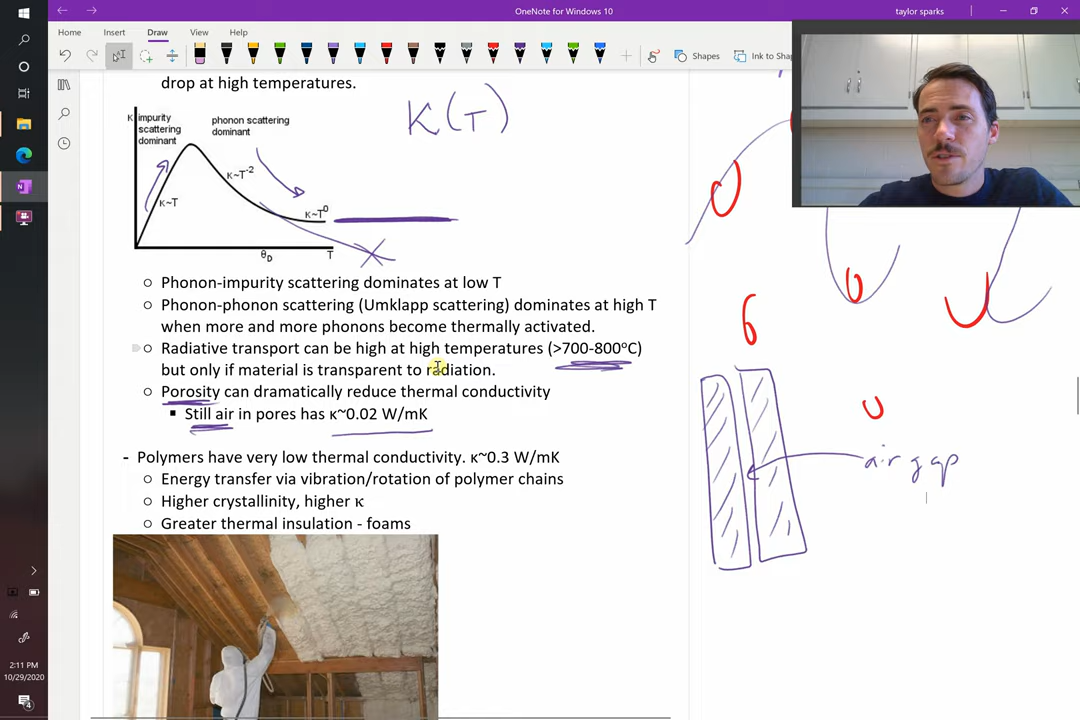 OneNote for Windows 10
taylor sparks
Home Insert Draw View Help
Shapes
Ink to Sha
drop at high temperatures.
K
impurity
scattering
dominant
phonon scattering
dominant
K(T)
κ~T⁻²
κ~T
κ~T⁰
θD
T
○ Phonon-impurity scattering dominates at low T
○ Phonon-phonon scattering (Umklapp scattering) dominates at high T
when more and more phonons become thermally activated.
○ Radiative transport can be high at high temperatures (>700-800°C)
but only if material is transparent to radiation.
○ Porosity can dramatically reduce thermal conductivity
▪ Still air in pores has κ~0.02 W/mK
- Polymers have very low thermal conductivity. κ~0.3 W/mK
○ Energy transfer via vibration/rotation of polymer chains
○ Higher crystallinity, higher κ
○ Greater thermal insulation - foams
air gap
2:11 PM
10/29/2020
4